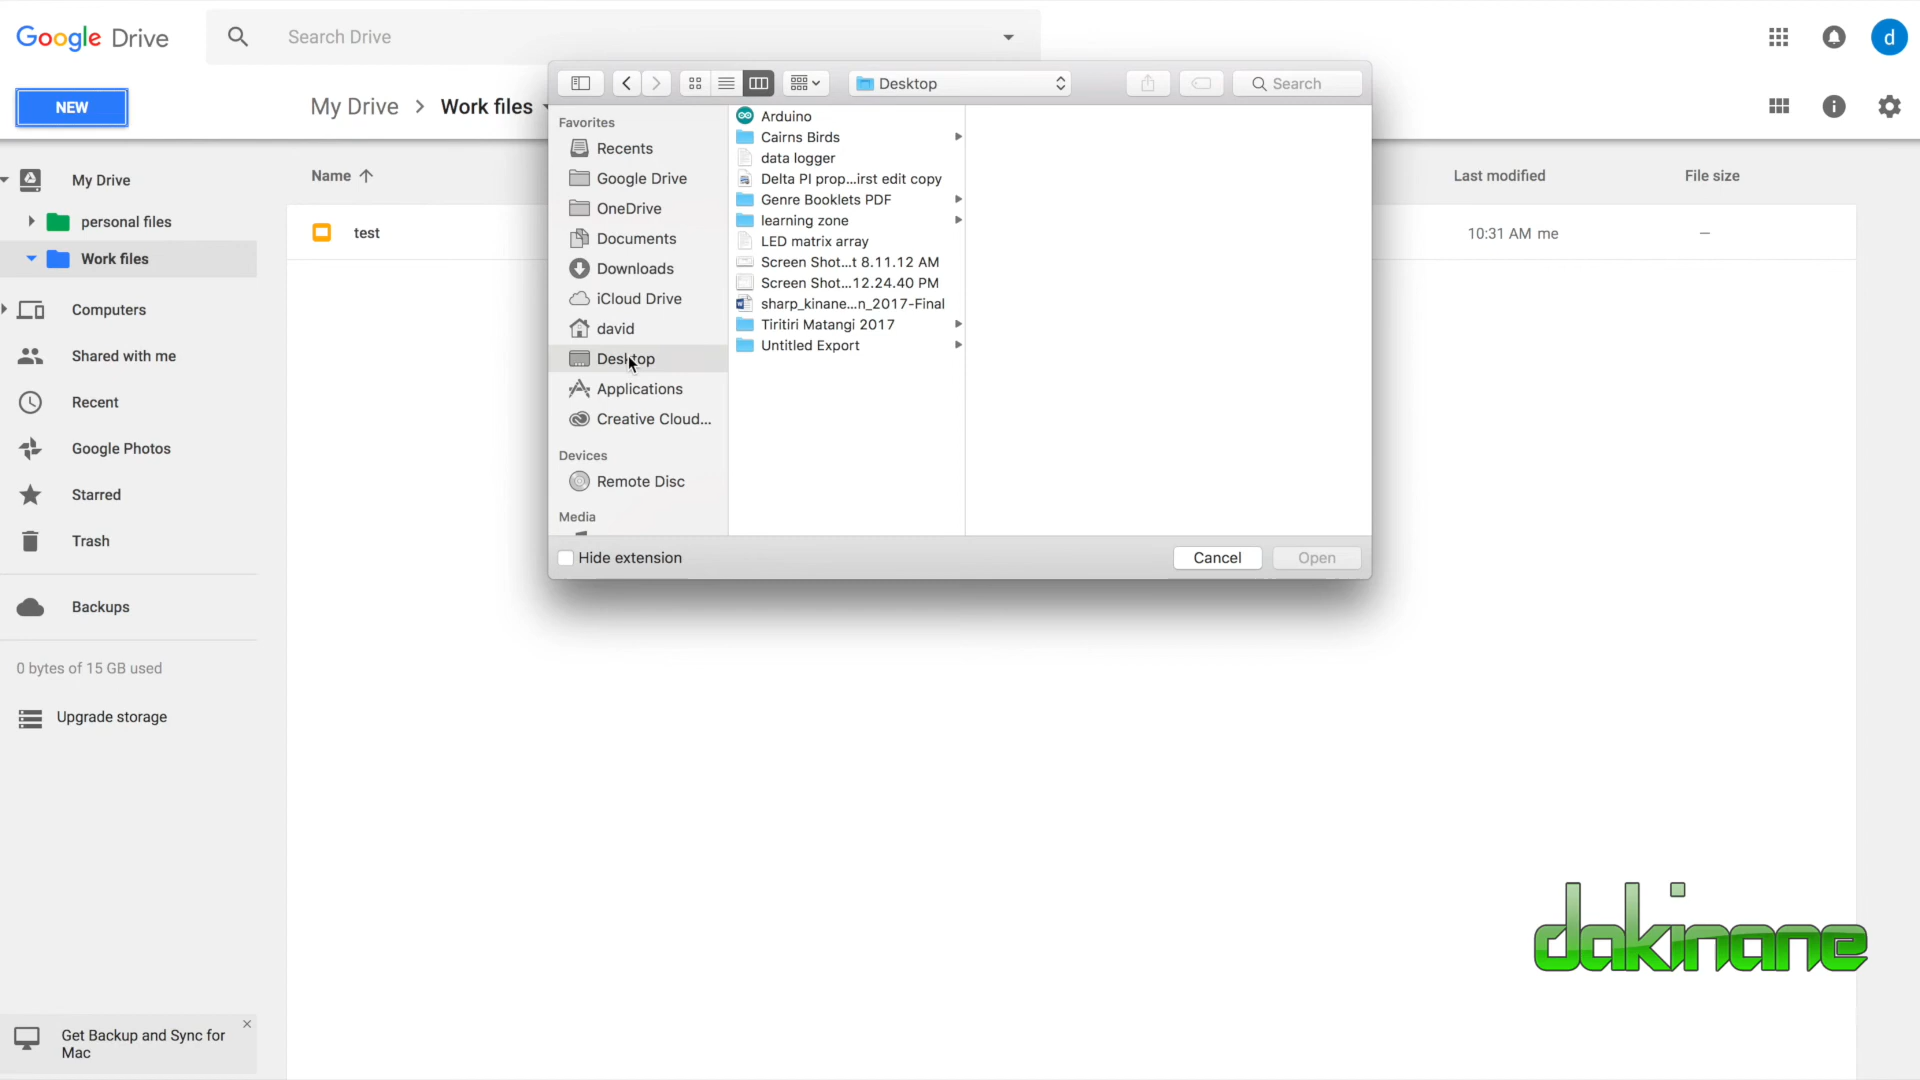 Google Drive
Search Drive
d
NEW
My Drive > Work files
Desktop
Search
Favorites
Recents
Google Drive
OneDrive
Documents
Downloads
iCloud Drive
david
Desktop
Applications
Creative Cloud...
Devices
Remote Disc
Media
Arduino
Cairns Birds
data logger
Delta PI prop...irst edit copy
Genre Booklets PDF
learning zone
LED matrix array
Screen Shot...t 8.11.12 AM
Screen Shot...12.24.40 PM
sharp_kinane...n_2017-Final
Tiritiri Matangi 2017
Untitled Export
Hide extension
Cancel
Open
My Drive
personal files
Work files
Computers
Shared with me
Recent
Google Photos
Starred
Trash
Backups
0 bytes of 15 GB used
Upgrade storage
Get Backup and Sync for
Mac
Name
Last modified
File size
test
10:31 AM me
—
dakinane